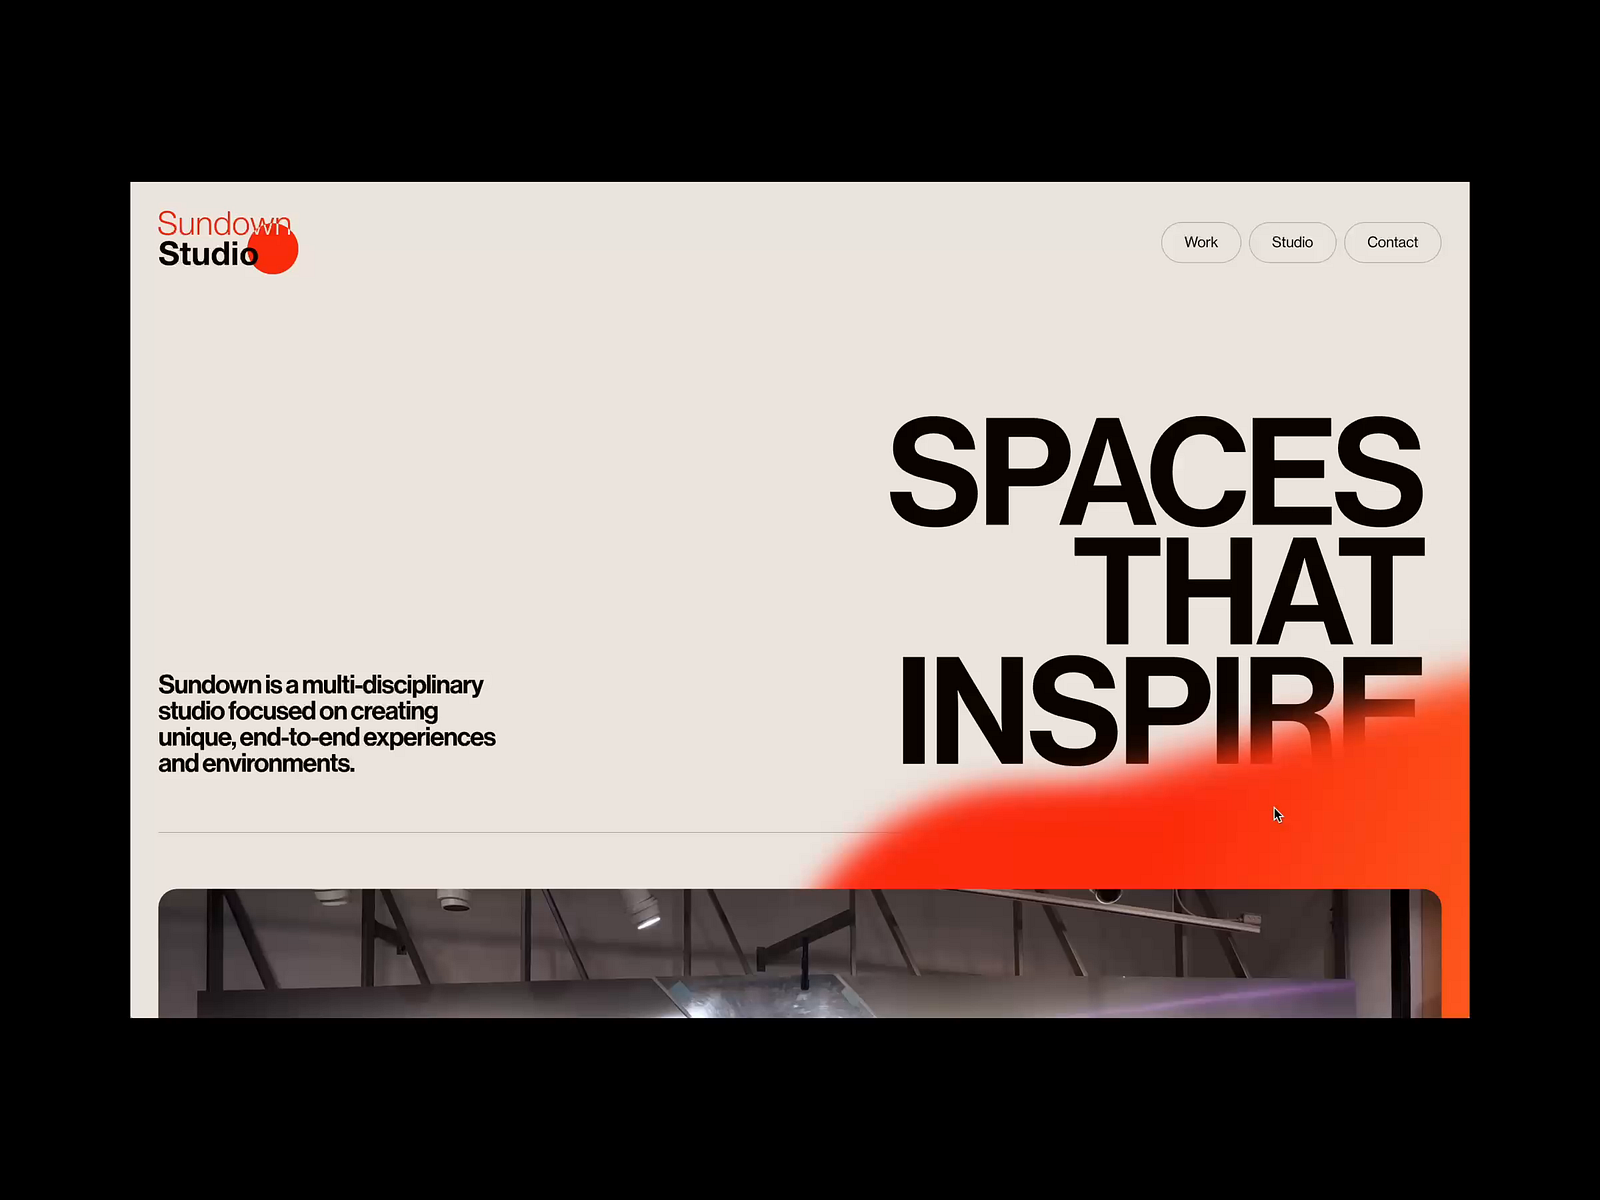 Sundown
Studio
Work
Studio
Contact
SPACES
THAT
INSPIRE
Sundown is a multi-disciplinary
studio focused on creating
unique, end-to-end experiences
and environments.